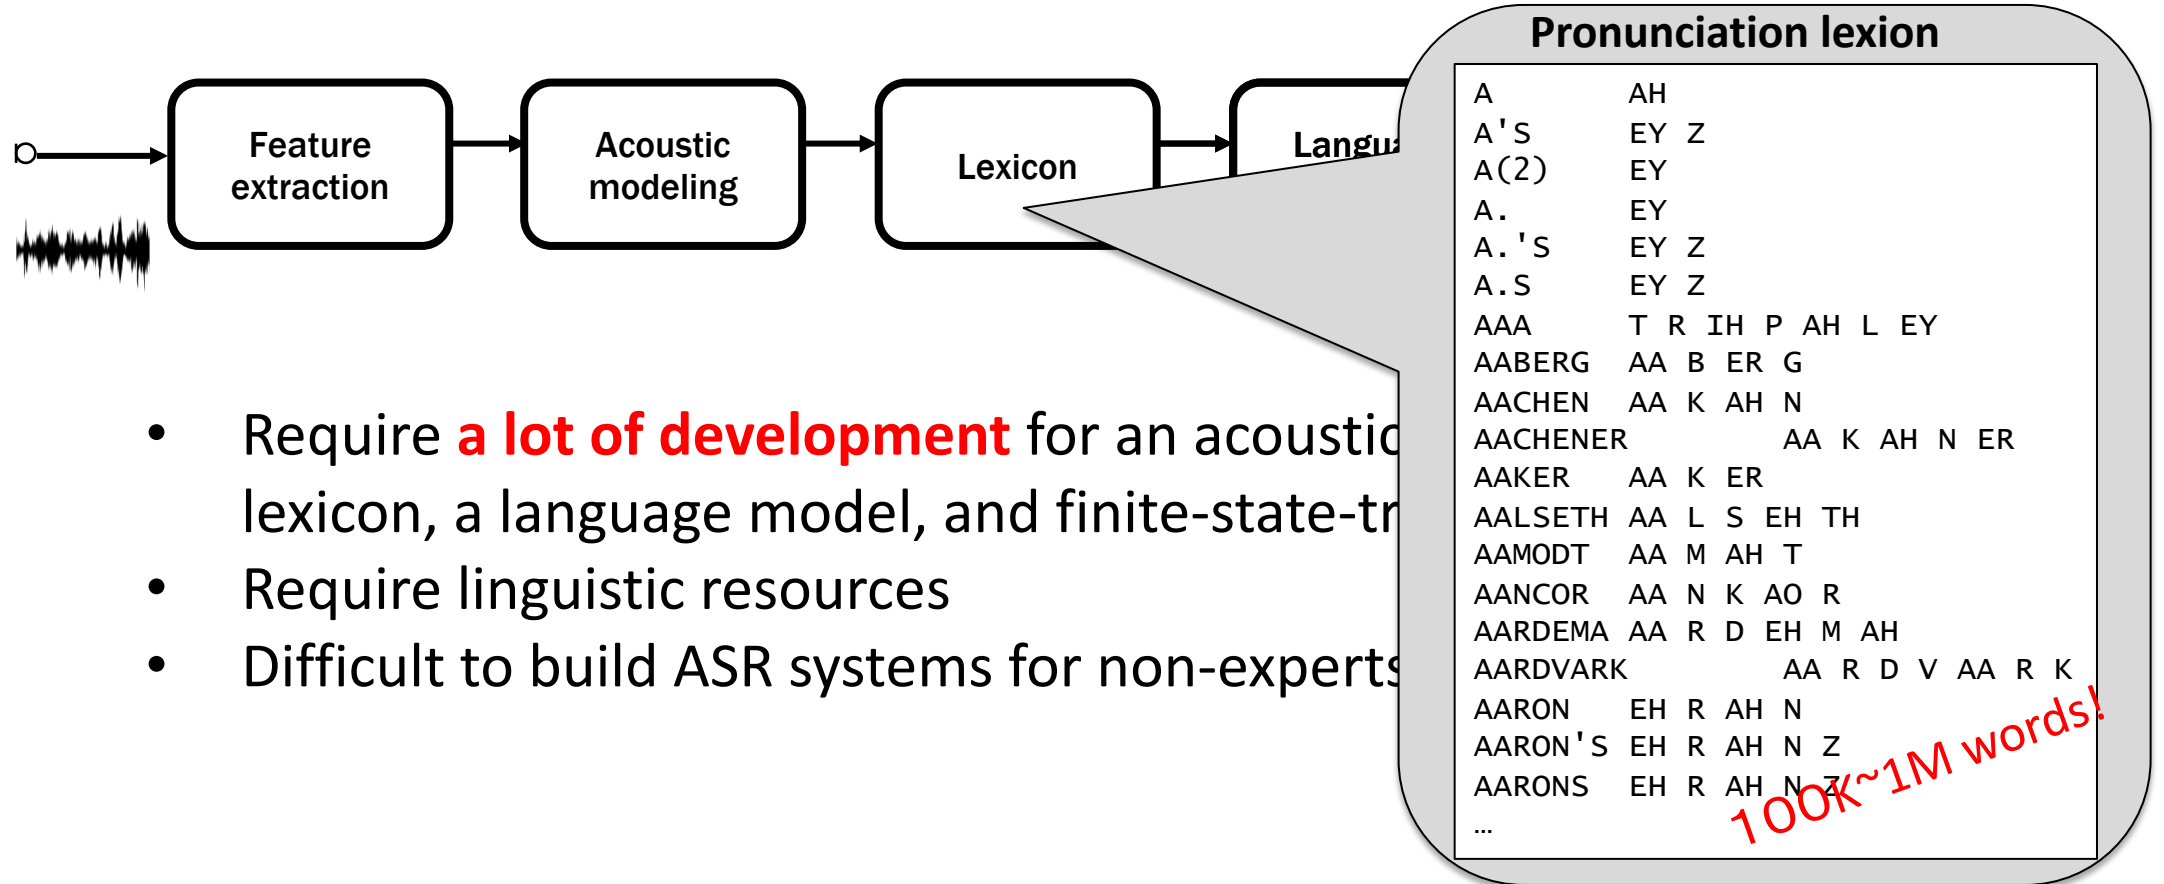 Pronunciation lexion
Feature
extraction
Acoustic
modeling
Lexicon
A AH
A'S EY Z
A(2) EY
A. EY
A.'S EY Z
A.S EY Z
AAA T R IH P AH L EY
AABERG AA B ER G
AACHEN AA K AH N
AACHENER AA K AH N ER
AAKER AA K ER
AALSETH AA L S EH TH
AAMODT AA M AH T
AANCOR AA N K AO R
AARDEMA AA R D EH M AH
AARDVARK AA R D V AA R K
AARON EH R AH N
AARON'S EH R AH N Z
AARONS EH R AH N Z
…
100K~1M words!
• Require a lot of development for an acoustic
lexicon, a language model, and
• Require linguistic resources
• Difficult to build ASR systems for non-experts